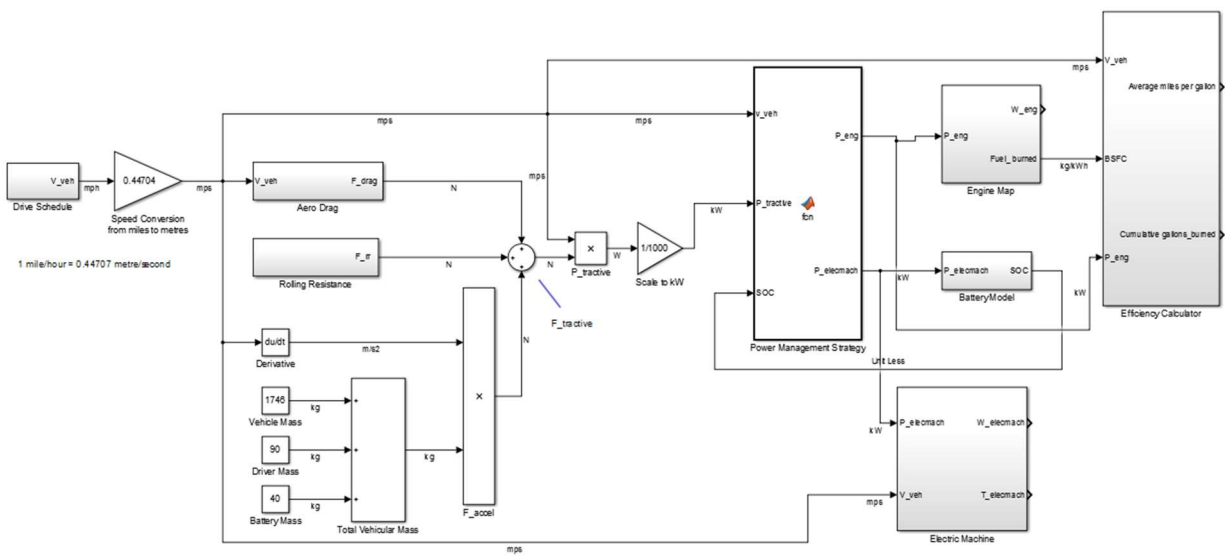 V_veh
mps
Average miles per gallon
v_veh
W_eng
mps
mps
P_eng
P_eng
Fuel_burned
kg/kWh
BSFC
Engine Map
V_veh
mph
Drive Schedule
0.44704
mps
Speed Conversion
from miles to metres
V_veh
F_drag
Aero Drag
N
mps
P_tractive
fcn
kW
1 mile/hour = 0.44707 metre/second
F_rr
Rolling Resistance
N
+
+
+
N
×
P_tractive
W
1/1000
Scale to kW
Cumulative gallons_burned
P_elecmach
kW
P_elecmach
SOC
Battery Model
kW
P_eng
Efficiency Calculator
SOC
F_tractive
N
Power Management Strategy
Unit Less
du/dt
Derivative
m/s2
×
F_accel
1746
Vehicle Mass
kg
+
90
Driver Mass
kg
+
kg
40
Battery Mass
kg
+
Total Vehicular Mass
P_elecmach
W_elecmach
kW
V_veh
T_elecmach
mps
Electric Machine
mps